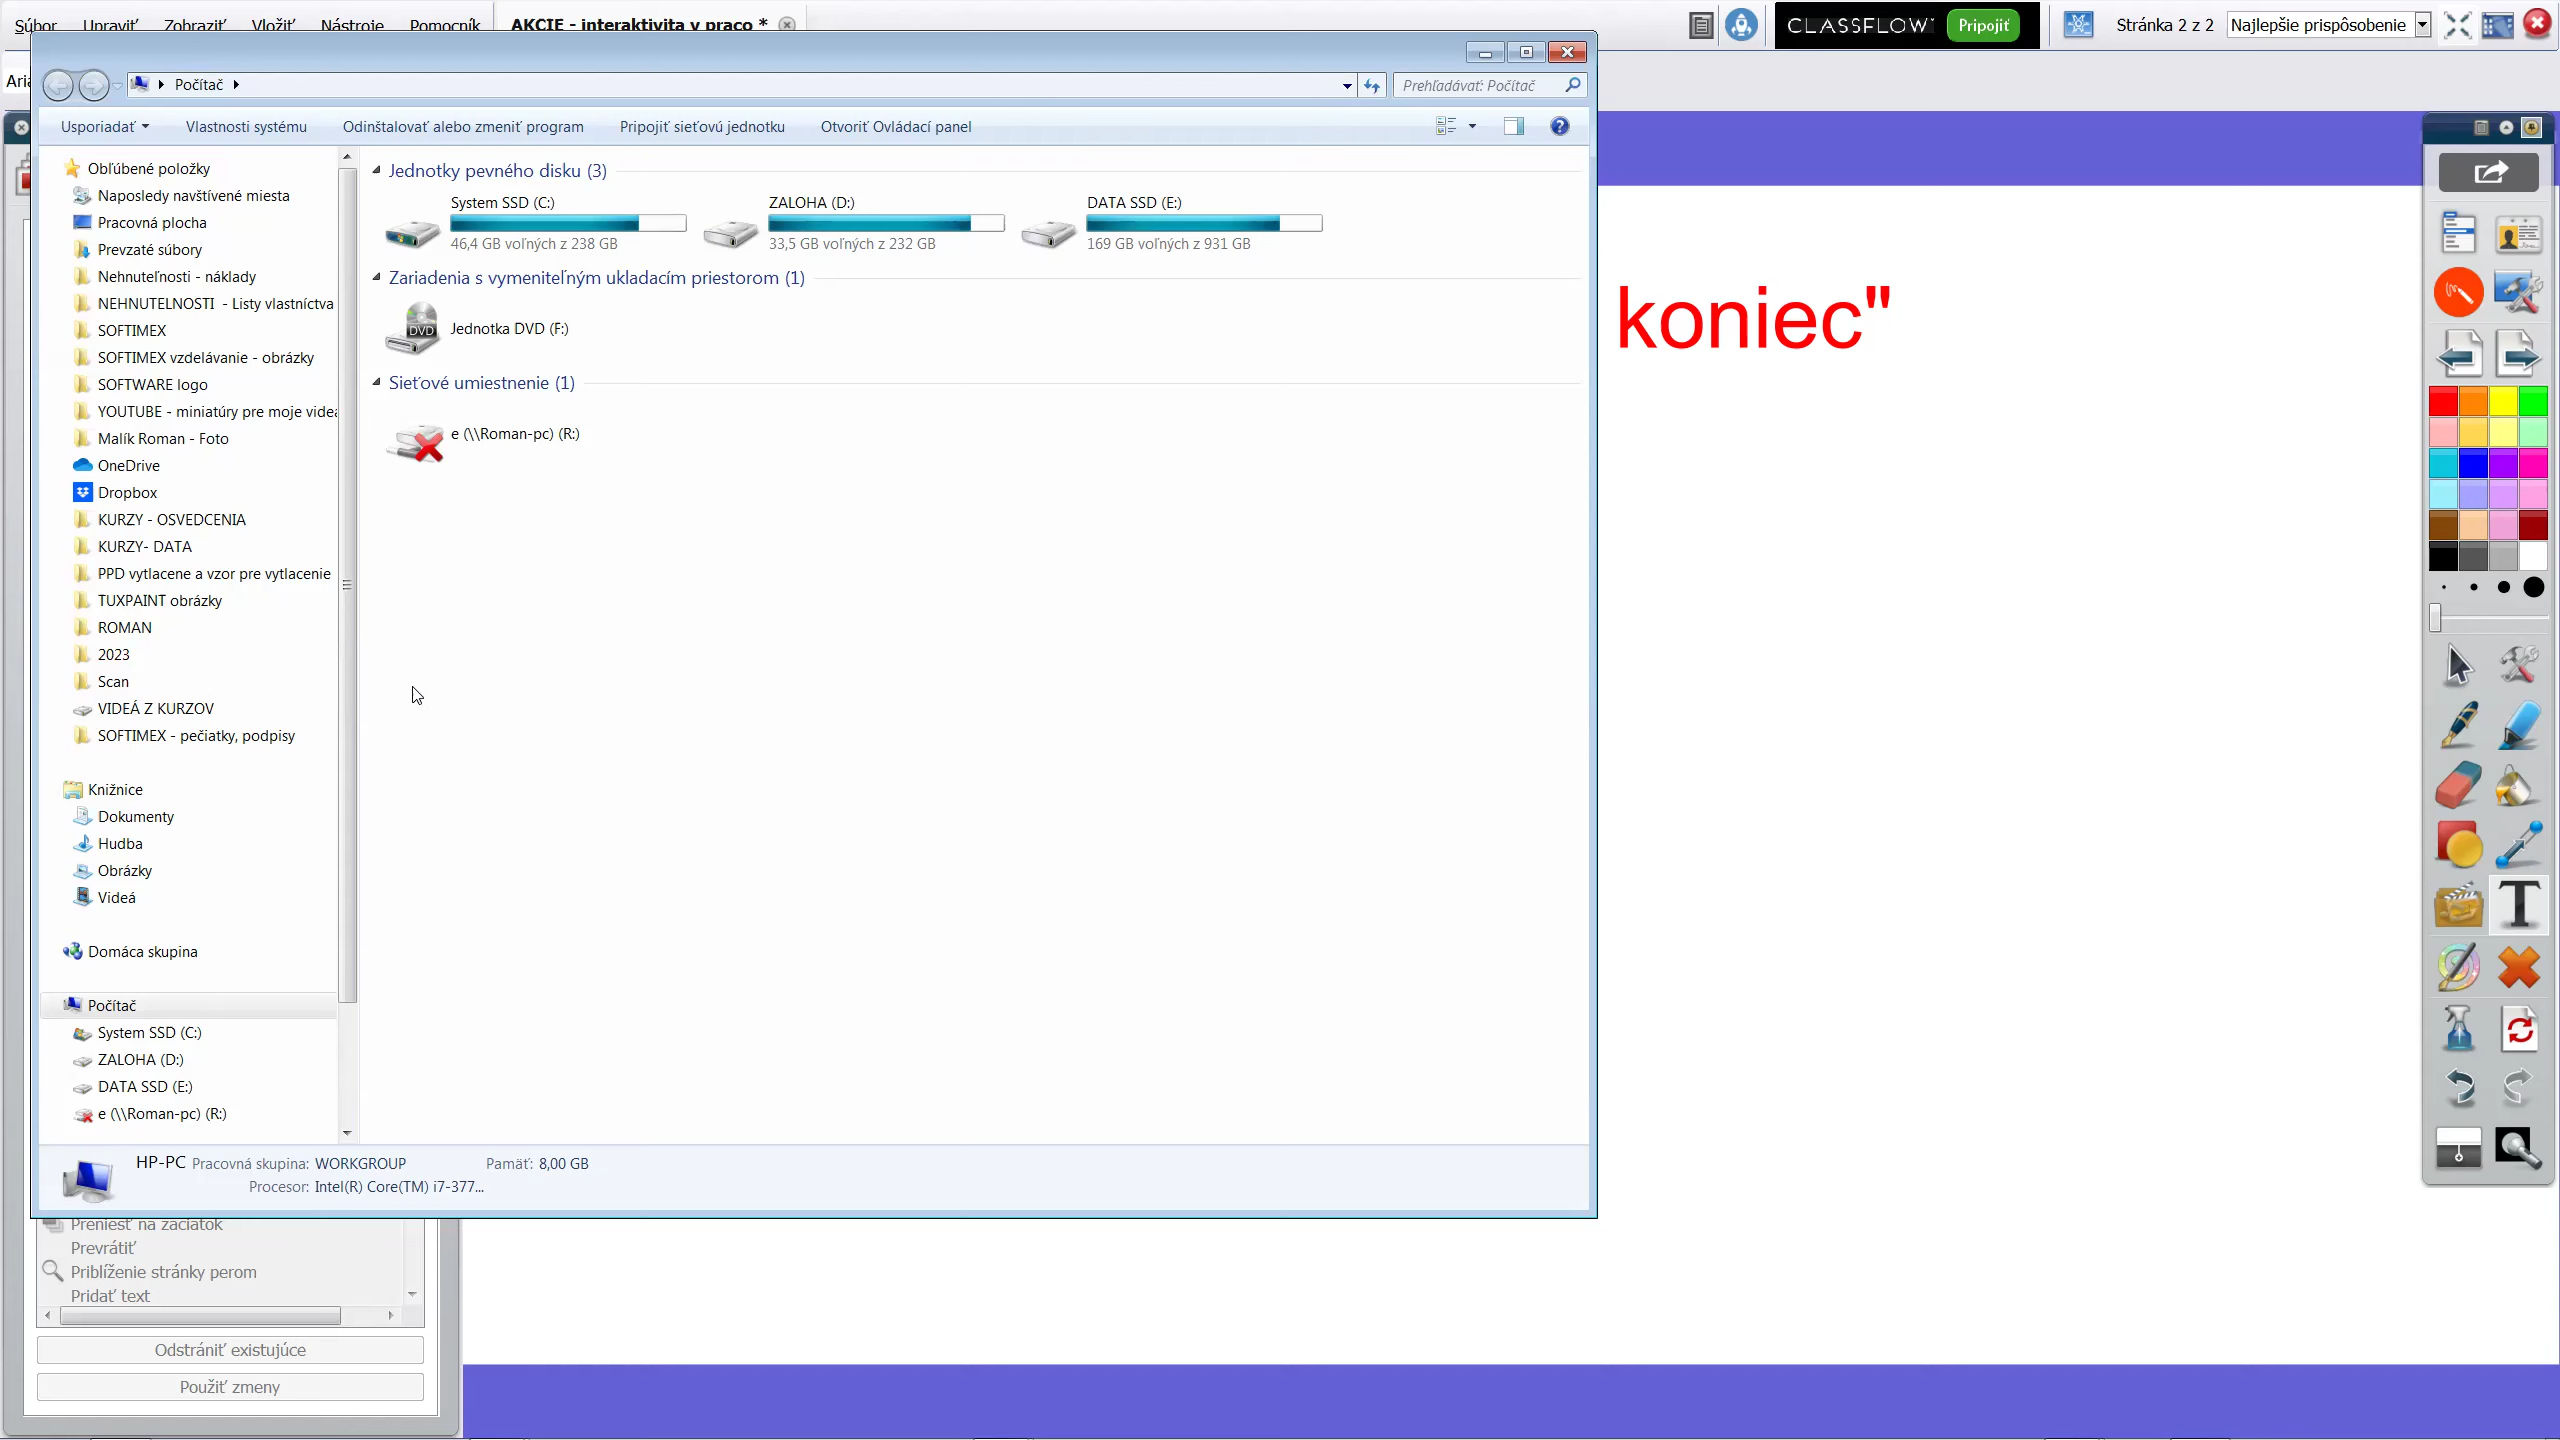 Súbor Upraviť Zobraziť Vložiť Nástroje Pomocník AKCIE - interaktivita v praco *
CLASSFLOW Pripojiť Stránka 2 z 2 Najlepšie prispôsobenie
Počítač
Prehľadávať: Počítač
Usporiadať Vlastnosti systému Odinštalovať alebo zmeniť program Pripojiť sieťovú jednotku Otvoriť Ovládací panel
Obľúbené položky
Naposledy navštívené miesta
Pracovná plocha
Prevzaté súbory
Nehnuteľnosti - náklady
NEHNUTELNOSTI - Listy vlastníctva
SOFTIMEX
SOFTIMEX vzdelávanie - obrázky
SOFTWARE logo
YOUTUBE - miniatúry pre moje videá
Malík Roman - Foto
OneDrive
Dropbox
KURZY - OSVEDCENIA
KURZY- DATA
PPD vytlacene a vzor pre vytlacenie
TUXPAINT obrázky
ROMAN
2023
Scan
VIDEÁ Z KURZOV
SOFTIMEX - pečiatky, podpisy
Knižnice
Dokumenty
Hudba
Obrázky
Videá
Domáca skupina
Počítač
System SSD (C:)
ZALOHA (D:)
DATA SSD (E:)
e (\\Roman-pc) (R:)
Jednotky pevného disku (3)
System SSD (C:)
46,4 GB voľných z 238 GB
ZALOHA (D:)
33,5 GB voľných z 232 GB
DATA SSD (E:)
169 GB voľných z 931 GB
Zariadenia s vymeniteľným ukladacím priestorom (1)
DVD
Jednotka DVD (F:)
Sieťové umiestnenie (1)
e (\\Roman-pc) (R:)
koniec"
T
HP-PC Pracovná skupina: WORKGROUP Pamäť: 8,00 GB
Procesor: Intel(R) Core(TM) i7-377...
Preniesť na začiatok
Prevrátiť
Priblíženie stránky perom
Pridať text
Odstrániť existujúce
Použiť zmeny